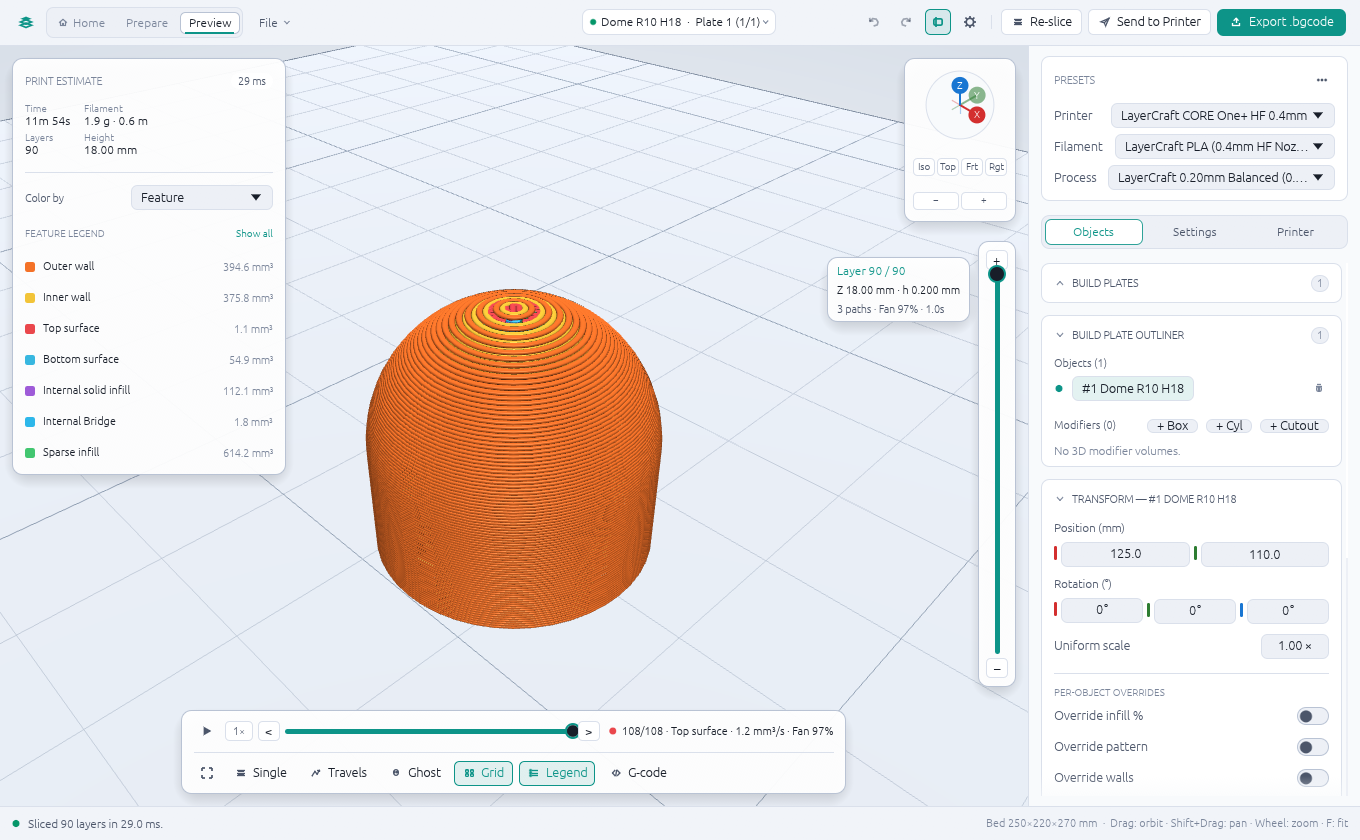 Home
Prepare
Preview
File
Dome R10 H18 · Plate 1 (1/1)
Re-slice
Send to Printer
Export .bgcode
PRINT ESTIMATE
29 ms
Time
Filament
11m 54s
1.9 g · 0.6 m
Layers
Height
90
18.00 mm
Color by
Feature
FEATURE LEGEND
Show all
Outer wall
394.6 mm³
Inner wall
375.8 mm³
Top surface
1.1 mm³
Bottom surface
54.9 mm³
Internal solid infill
112.1 mm³
Internal Bridge
1.8 mm³
Sparse infill
614.2 mm³
Z
Y
X
Iso
Top
Frt
Rgt
−
+
+
Layer 90 / 90
Z 18.00 mm · h 0.200 mm
3 paths · Fan 97% · 1.0s
−
1×
<
>
108/108 · Top surface · 1.2 mm³/s · Fan 97%
Single
Travels
Ghost
Grid
Legend
G-code
PRESETS
Printer
LayerCraft CORE One+ HF 0.4mm
Filament
LayerCraft PLA (0.4mm HF Noz…
Process
LayerCraft 0.20mm Balanced (0.…
Objects
Settings
Printer
BUILD PLATES
1
BUILD PLATE OUTLINER
1
Objects (1)
#1 Dome R10 H18
Modifiers (0)
+ Box
+ Cyl
+ Cutout
No 3D modifier volumes.
TRANSFORM — #1 DOME R10 H18
Position (mm)
125.0
110.0
Rotation (°)
0°
0°
0°
Uniform scale
1.00 ×
PER-OBJECT OVERRIDES
Override infill %
Override pattern
Override walls
Sliced 90 layers in 29.0 ms.
Bed 250×220×270 mm · Drag: orbit · Shift+Drag: pan · Wheel: zoom · F: fit